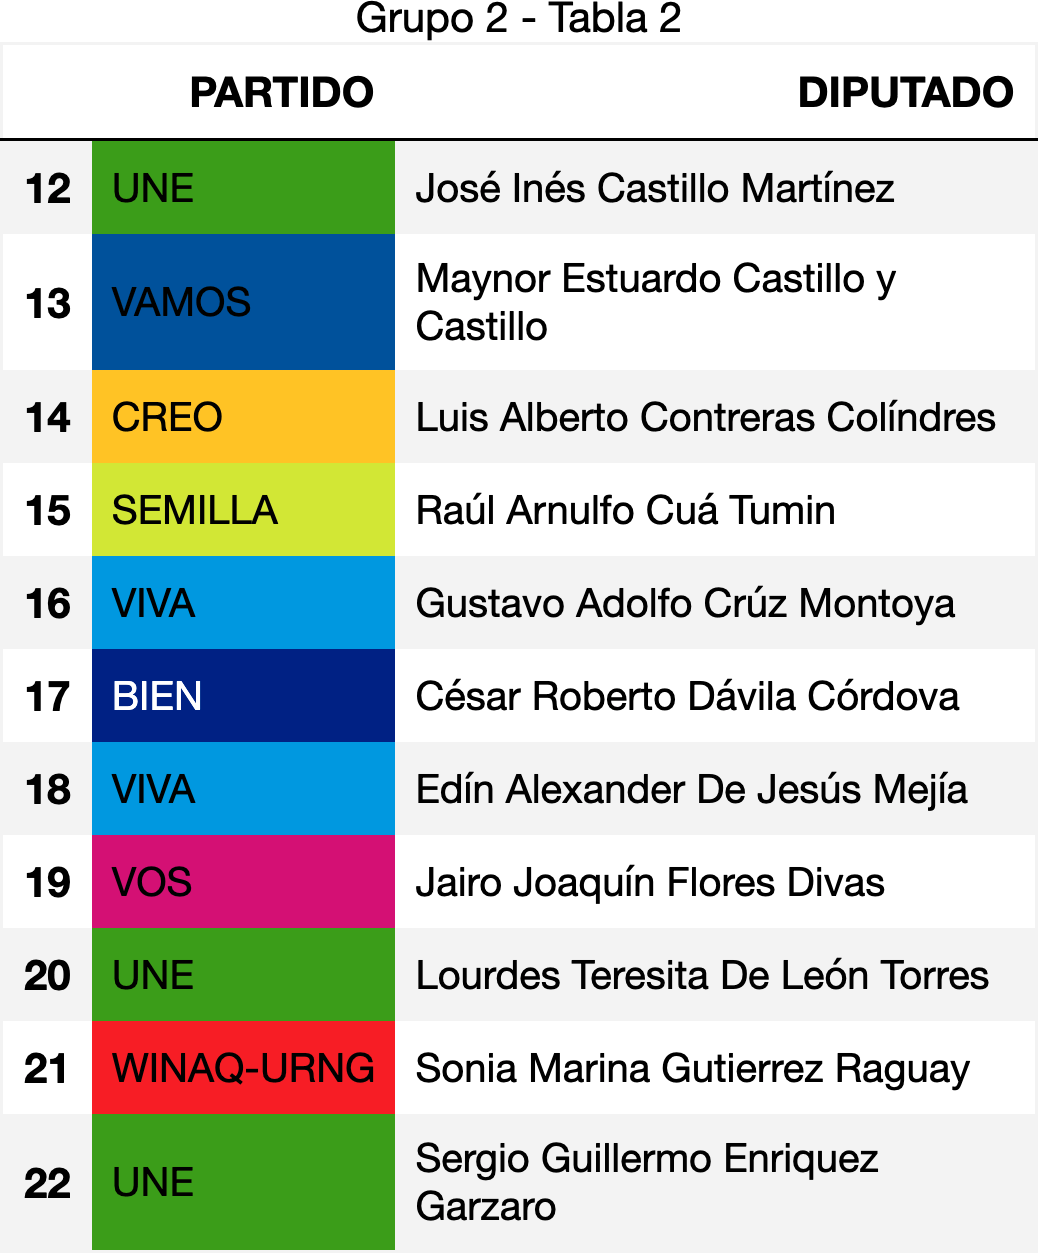 Grupo 2 - Tabla 2
PARTIDO DIPUTADO
12 UNE José Inés Castillo Martínez
13 VAMOS Maynor Estuardo Castillo y
Castillo
14 CREO Luis Alberto Contreras Colíndres
15 SEMILLA Raúl Arnulfo Cuá Tumin
16 VIVA Gustavo Adolfo Crúz Montoya
17 BIEN César Roberto Dávila Córdova
18 VIVA Edín Alexander De Jesús Mejía
19 VOS Jairo Joaquín Flores Divas
20 UNE Lourdes Teresita De León Torres
21 WINAQ-URNG Sonia Marina Gutierrez Raguay
22 UNE Sergio Guillermo Enriquez
Garzaro